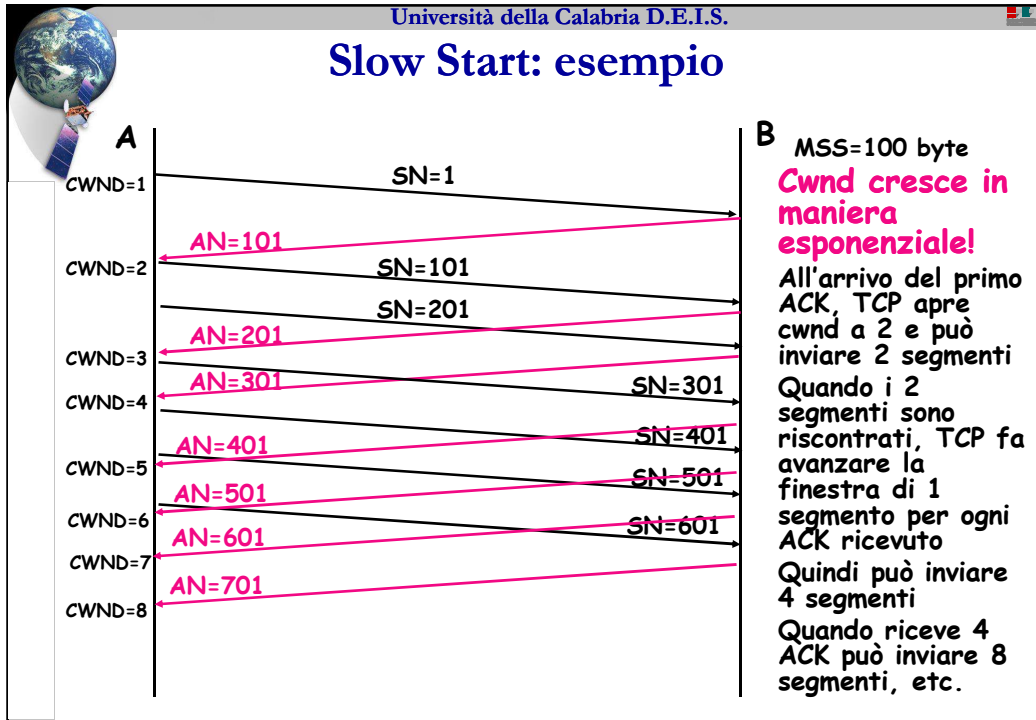 Università della Calabria D.E.I.S.
Slow Start: esempio
A
B
MSS=100 byte
CWND=1
SN=1
Cwnd cresce in
maniera
esponenziale!
AN=101
CWND=2
SN=101
All'arrivo del primo
ACK, TCP apre
cwnd a 2 e può
inviare 2 segmenti
SN=201
AN=201
CWND=3
AN=301
SN=301
CWND=4
Quando i 2
segmenti sono
riscontrati, TCP fa
avanzare la
finestra di 1
segmento per ogni
ACK ricevuto
SN=401
AN=401
CWND=5
SN=501
AN=501
CWND=6
SN=601
AN=601
CWND=7
Quindi può inviare
4 segmenti
AN=701
CWND=8
Quando riceve 4
ACK può inviare 8
segmenti, etc.